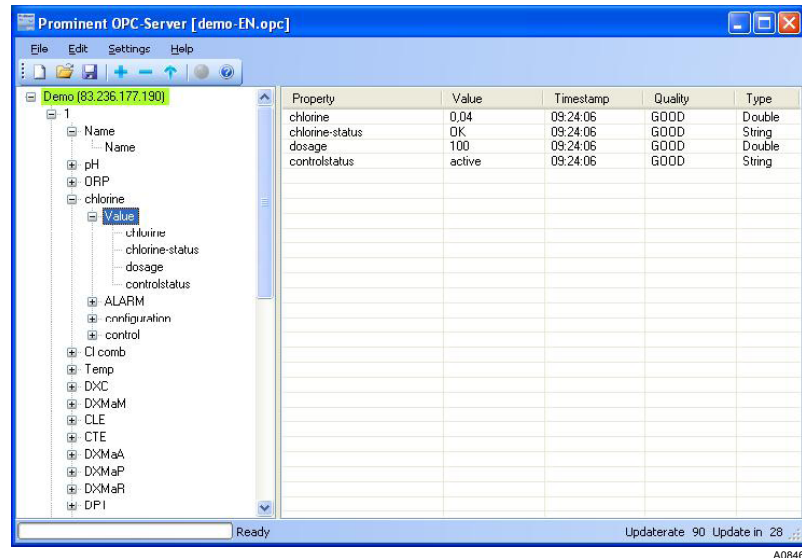 Prominent OPC-Server [demo-EN.opc]
File Edit Settings Help
Demo (83.236.177.190)
1
Name
Name
pH
ORP
chlorine
Value
chlorine
chlorine-status
dosage
controlstatus
ALARM
configuration
control
Cl comb
Temp
DXC
DXMaM
CLE
CTE
DXMaA
DXMaP
DXMaR
DPI
Property Value Timestamp Quality Type
chlorine 0,04 09:24:06 GOOD Double
chlorine-status OK 09:24:06 GOOD String
dosage 100 09:24:06 GOOD Double
controlstatus active 09:24:06 GOOD String
Ready Updaterate 90 Update in 28
A0846